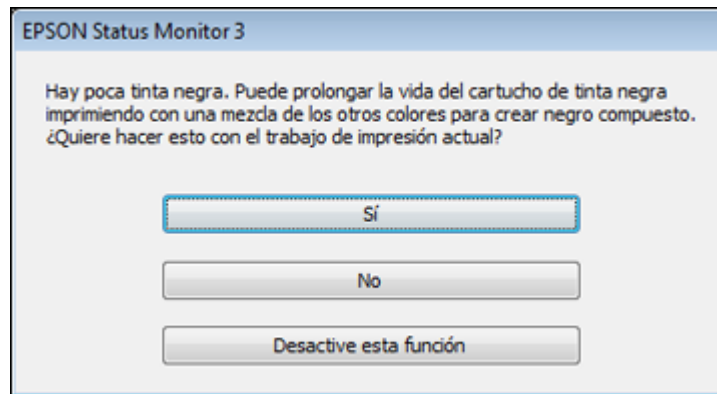 EPSON Status Monitor 3
Hay poca tinta negra. Puede prolongar la vida del cartucho de tinta negra
imprimiendo con una mezcla de los otros colores para crear negro compuesto.
¿Quiere hacer esto con el trabajo de impresión actual?
Sí
No
Desactive esta función